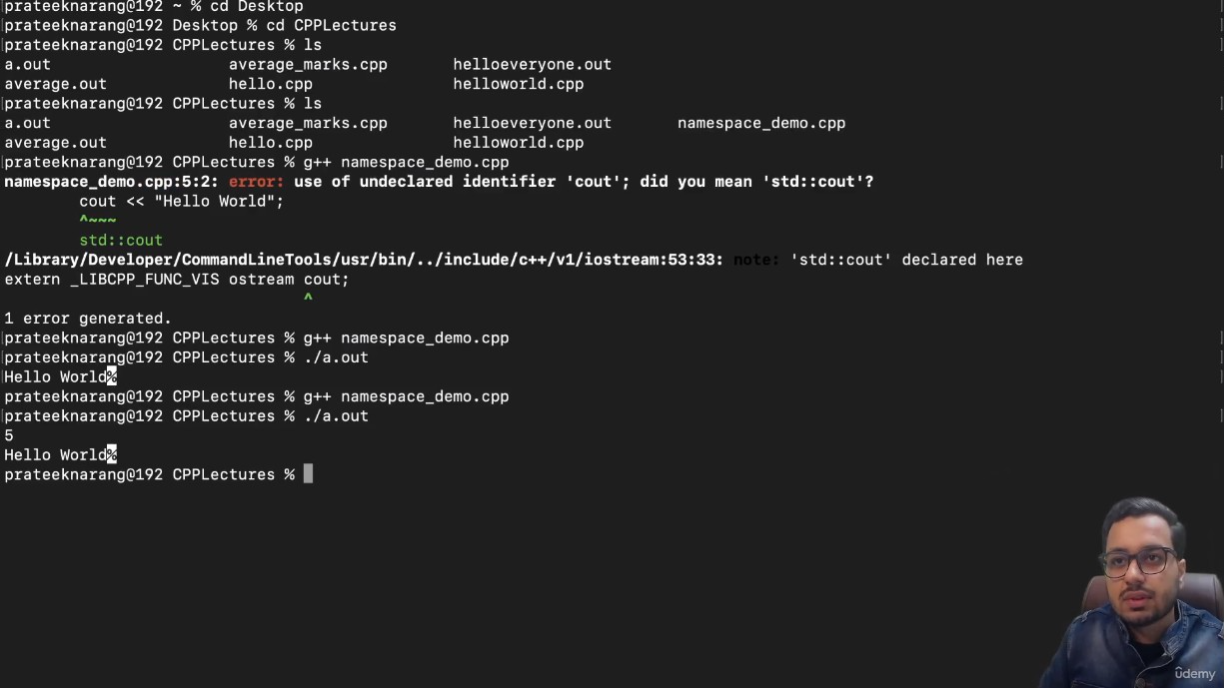 prateeknarang@192 ~ % cd Desktop
prateeknarang@192 Desktop % cd CPPLectures
prateeknarang@192 CPPLectures % ls
a.out average_marks.cpp helloeveryone.out
average.out hello.cpp helloworld.cpp
prateeknarang@192 CPPLectures % ls
a.out average_marks.cpp helloeveryone.out namespace_demo.cpp
average.out hello.cpp helloworld.cpp
prateeknarang@192 CPPLectures % g++ namespace_demo.cpp
namespace_demo.cpp:5:2: error: use of undeclared identifier 'cout'; did you mean 'std::cout'?
cout << "Hello World";
^~~~
std::cout
/Library/Developer/CommandLineTools/usr/bin/../include/c++/v1/iostream:53:33: note: 'std::cout' declared here
extern _LIBCPP_FUNC_VIS ostream cout;
^
1 error generated.
prateeknarang@192 CPPLectures % g++ namespace_demo.cpp
prateeknarang@192 CPPLectures % ./a.out
Hello World%
prateeknarang@192 CPPLectures % g++ namespace_demo.cpp
prateeknarang@192 CPPLectures % ./a.out
5
Hello World%
prateeknarang@192 CPPLectures %
ûdemy